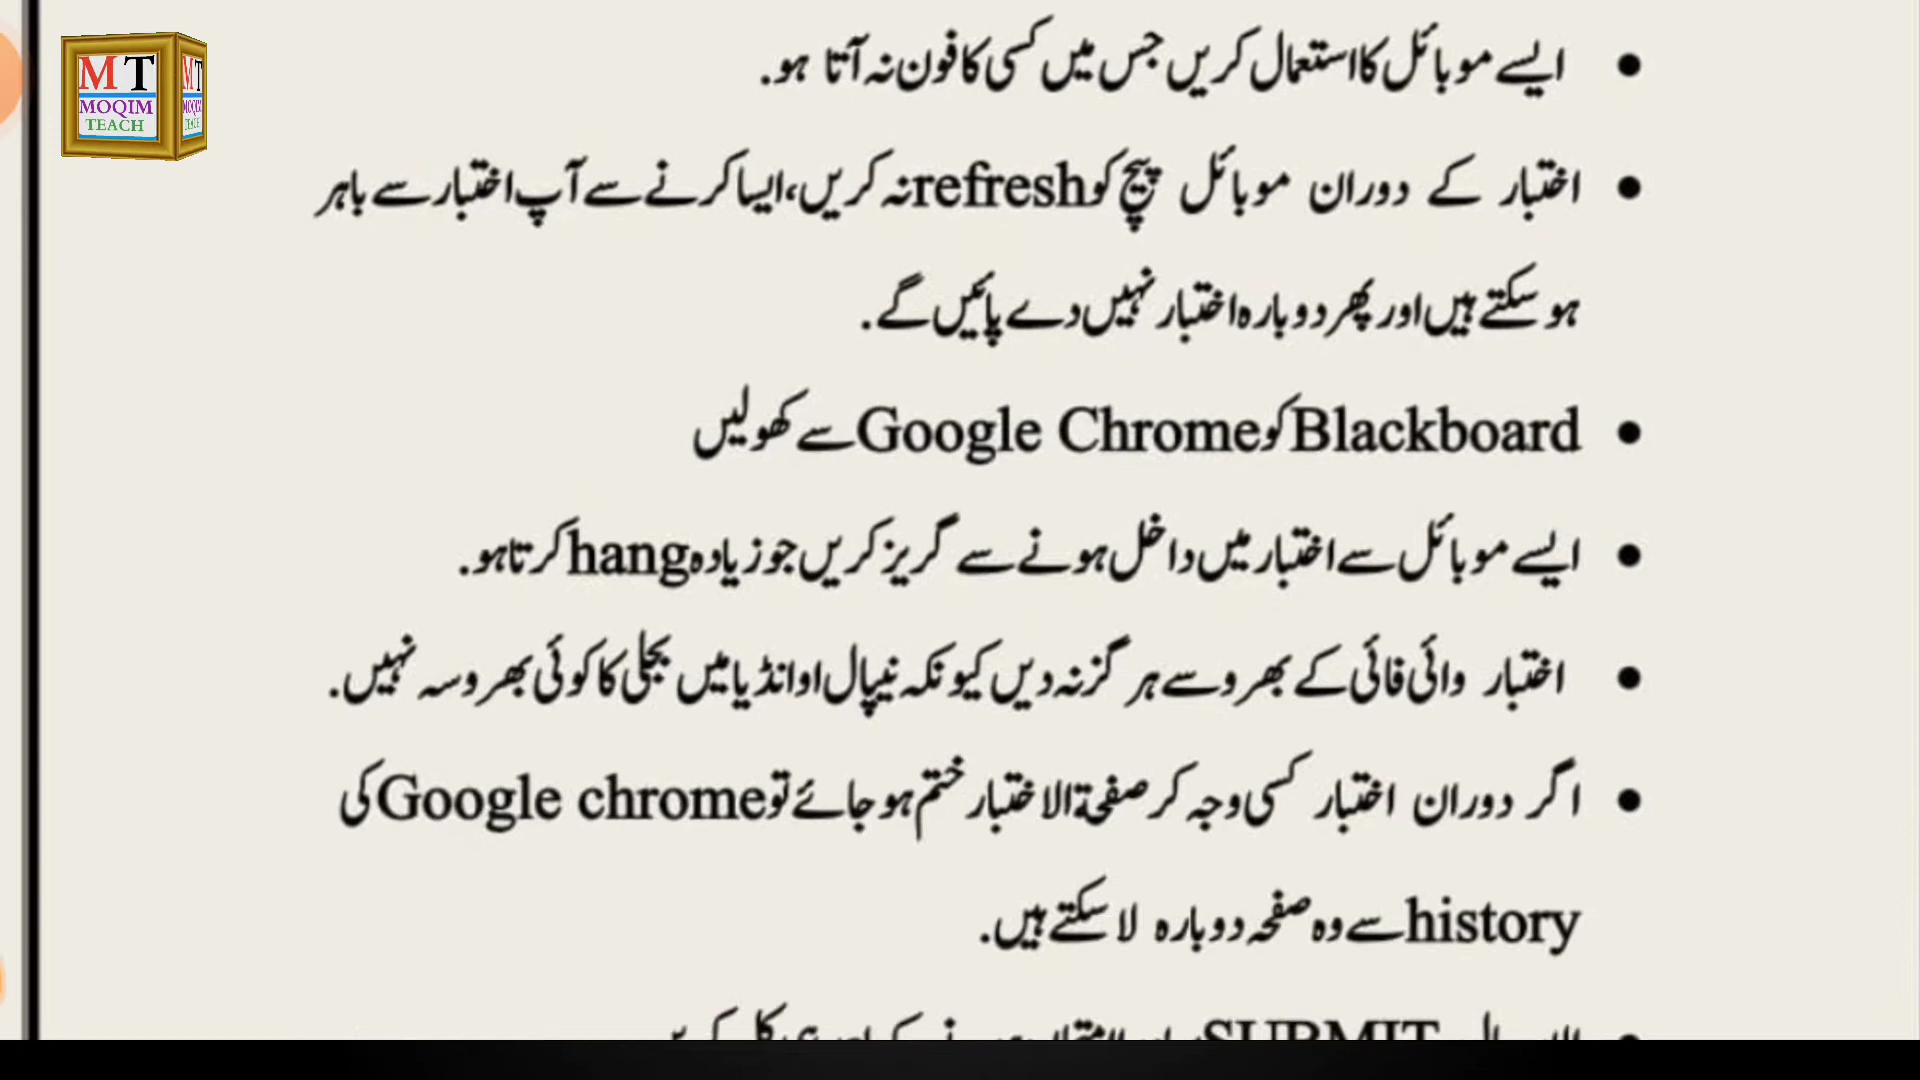 MT
MOQIM
TEACH
• ایسے موبائل کا استعمال کریں جس میں کسی کا فون نہ آتا ہو.
• اختبار کے دوران موبائل پیج کو refresh نہ کریں، ایسا کرنے سے آپ اختبار سے باہر
ہو سکتے ہیں اور پھر دوبارہ اختبار نہیں دے پائیں گے.
• Blackboard کو Google Chrome سے کھولیں
• ایسے موبائل سے اختبار میں داخل ہونے سے گریز کریں جو زیادہ hang کرتا ہو.
• اختبار وائی فائی کے بھروسے ہرگز نہ دیں کیونکہ نیپال او انڈیا میں بجلی کا کوئی بھروسہ نہیں.
• اگر دوران اختبار کسی وجہ کر صفحۃ الاختبار ختم ہو جائے تو Google chrome کی
history سے وہ صفحہ دوبارہ لا سکتے ہیں.
SUBMIT